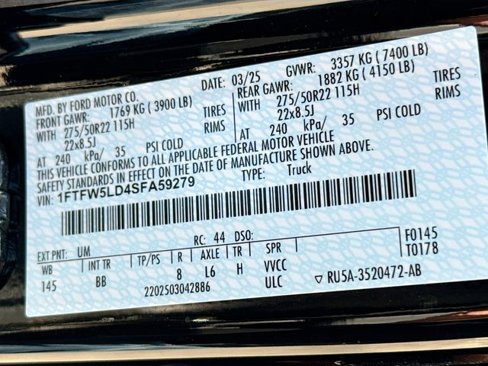 MFD. BY FORD MOTOR CO. DATE: 03/25 GVWR: 3357 KG (7400 LB)
FRONT GAWR: 1769 KG (3900 LB) REAR GAWR: 1882 KG (4150 LB)
WITH 275/50R22 115H TIRES WITH 275/50R22 115H TIRES
22x8.5J RIMS 22x8.5J RIMS
AT 240 kPa/ 35 PSI COLD AT 240 kPa/ 35 PSI COLD
THIS VEHICLE CONFORMS TO ALL APPLICABLE FEDERAL MOTOR VEHICLE
SAFETY STANDARDS IN EFFECT ON THE DATE OF MANUFACTURE SHOWN ABOVE.
VIN: 1FTFW5LD4SFA59279 TYPE: Truck
EXT PNT: UM RC: 44 DSO: F0145
WB INT TR TP/PS R AXLE TR SPR T0178
145 BB 8 L6 H VVCC
2202503042886 ULC ▽ RU5A-3520472-AB